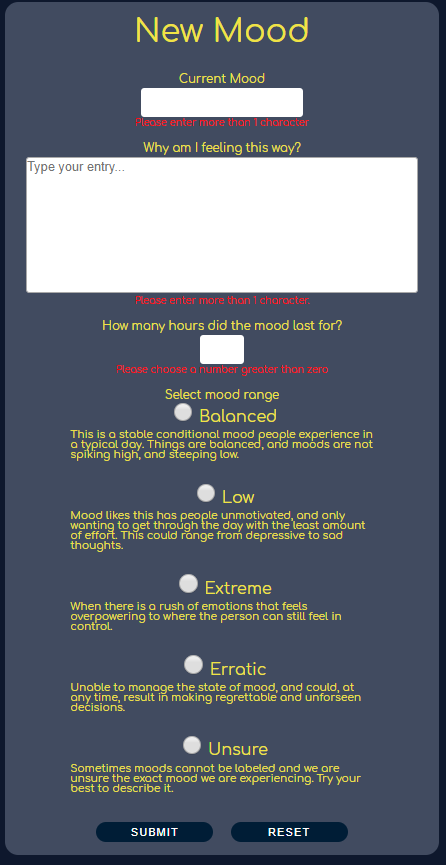 New Mood
Current Mood
Please enter more than 1 character
Why am I feeling this way?
Type your entry...
Please enter more than 1 character.
How many hours did the mood last for?
Please choose a number greater than zero
Select mood range
Balanced
This is a stable conditional mood people experience in
a typical day. Things are balanced, and moods are not
spiking high, and steeping low.
Low
Mood likes this has people unmotivated, and only
wanting to get through the day with the least amount
of effort. This could range from depressive to sad
thoughts.
Extreme
When there is a rush of emotions that feels
overpowering to where the person can still feel in
control.
Erratic
Unable to manage the state of mood, and could, at
any time, result in making regrettable and unforseen
decisions.
Unsure
Sometimes moods cannot be labeled and we are
unsure the exact mood we are experiencing. Try your
best to describe it.
SUBMIT RESET